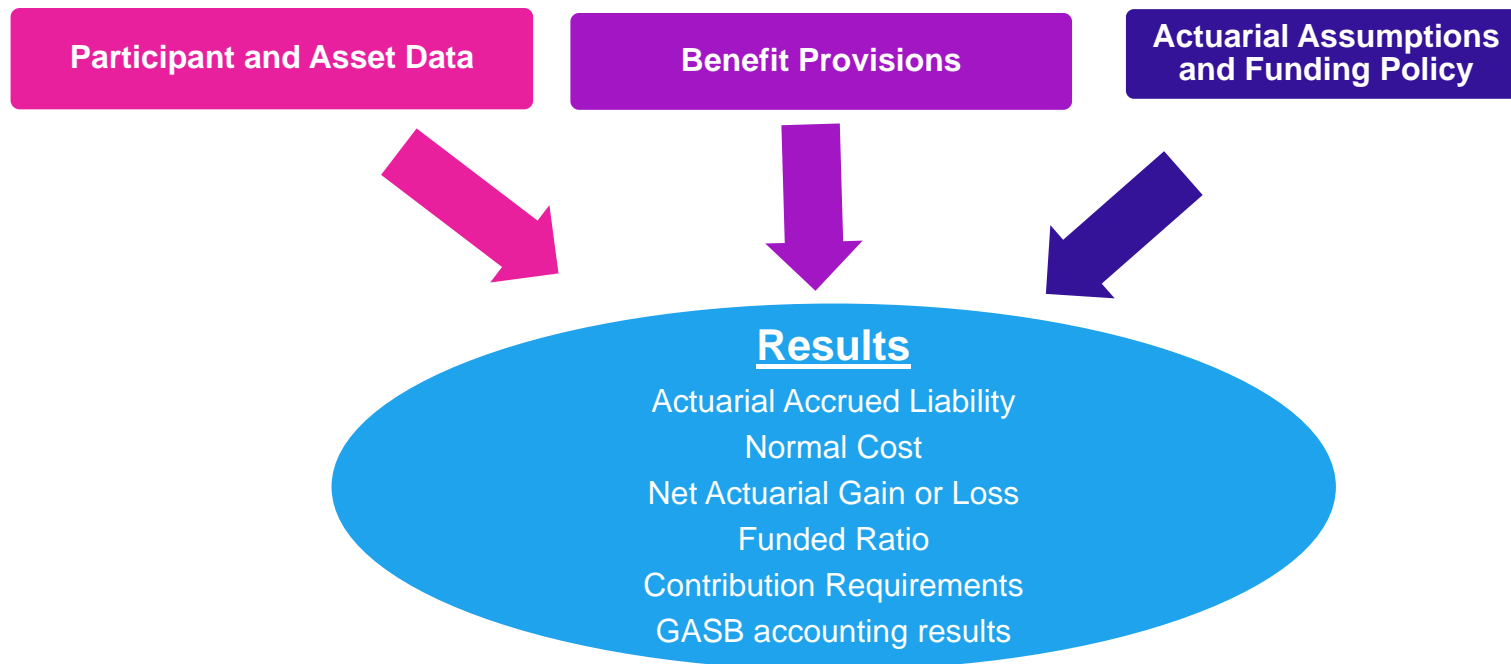 Participant and Asset Data
Benefit Provisions
Actuarial Assumptions
and Funding Policy
Results
Actuarial Accrued Liability
Normal Cost
Net Actuarial Gain or Loss
Funded Ratio
Contribution Requirements
GASB accounting results